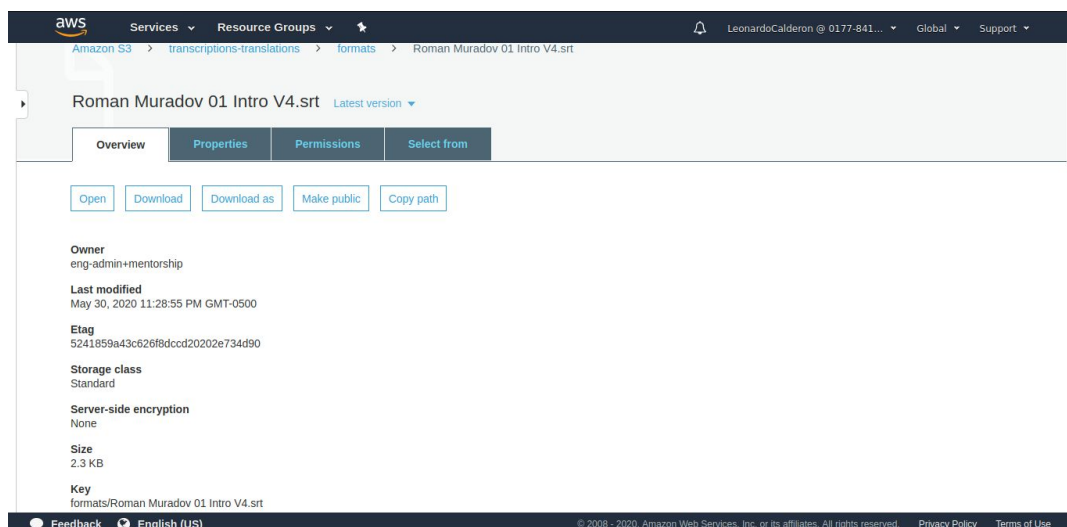 aws Services Resource Groups LeonardoCalderon @ 0177-841... Global Support
Amazon S3 > transcriptions-translations > formats > Roman Muradov 01 Intro V4.srt
Roman Muradov 01 Intro V4.srt Latest version
Overview Properties Permissions Select from
Open Download Download as Make public Copy path
Owner
eng-admin+mentorship
Last modified
May 30, 2020 11:28:55 PM GMT-0500
Etag
5241859a43c626f8dccd20202e734d90
Storage class
Standard
Server-side encryption
None
Size
2.3 KB
Key
formats/Roman Muradov 01 Intro V4.srt
Feedback English (US) © 2008 - 2020, Amazon Web Services, Inc. or its affiliates. All rights reserved. Privacy Policy Terms of Use